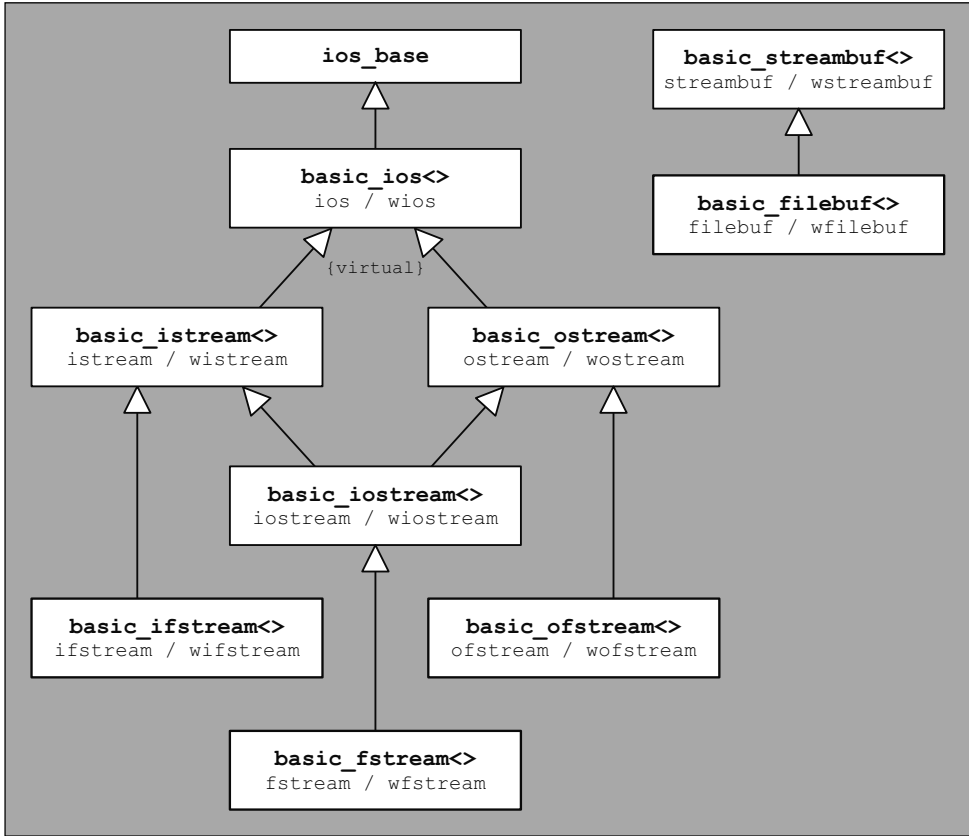 ios_base
basic_streambuf<>
streambuf / wstreambuf
basic_ios<>
ios / wios
basic_filebuf<>
filebuf / wfilebuf
{virtual}
basic_istream<>
istream / wistream
basic_ostream<>
ostream / wostream
basic_iostream<>
iostream / wiostream
basic_ifstream<>
ifstream / wifstream
basic_ofstream<>
ofstream / wofstream
basic_fstream<>
fstream / wfstream